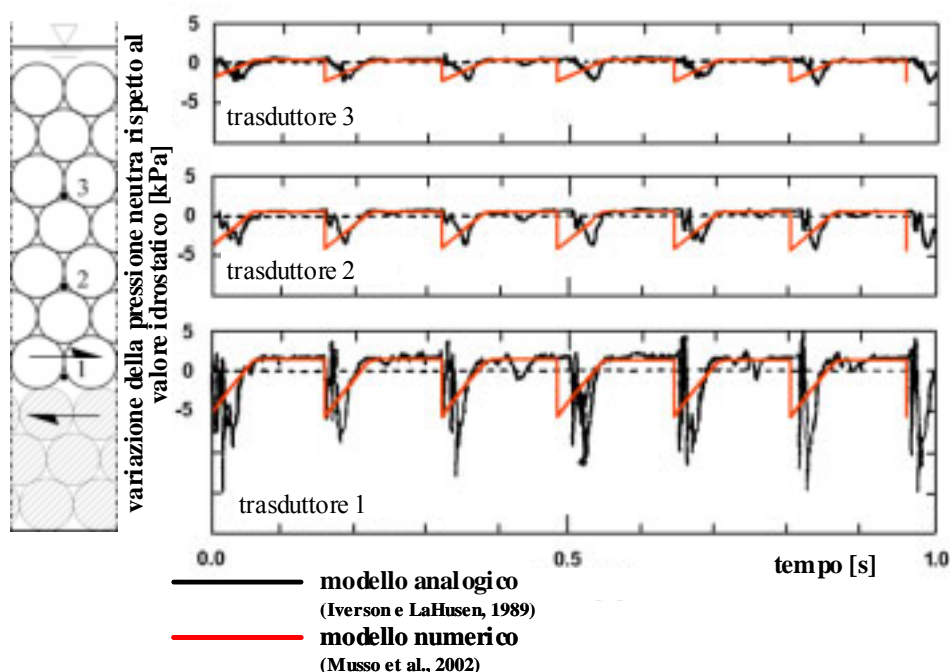 variazione della pressione neutra rispetto al
valore idrostatico [kPa]
3
2
1
5
0
-5
trasduttore 3
5
0
-5
trasduttore 2
5
0
-5
trasduttore 1
0.0
0.5
1.0
tempo [s]
modello analogico
(Iverson e LaHusen, 1989)
modello numerico
(Musso et al., 2002)